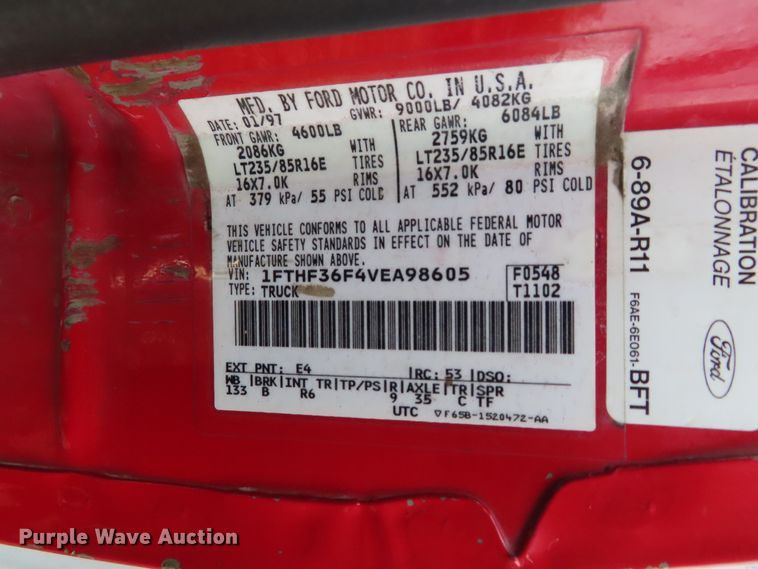 MFD. BY FORD MOTOR CO. IN U.S.A.
DATE: 01/97 GVWR: 9000LB/ 4082KG
FRONT GAWR: 4600LB REAR GAWR: 6084LB
2086KG WITH 2759KG WITH
LT235/85R16E TIRES LT235/85R16E TIRES
16X7.0K RIMS 16X7.0K RIMS
AT 379 kPa/ 55 PSI COLD AT 552 kPa/ 80 PSI COLD
THIS VEHICLE CONFORMS TO ALL APPLICABLE FEDERAL MOTOR
VEHICLE SAFETY STANDARDS IN EFFECT ON THE DATE OF
MANUFACTURE SHOWN ABOVE.
VIN: 1FTHF36F4VEA98605 F0548
TYPE: TRUCK T1102
EXT PNT: E4 RC: 53 DSO:
WB BRK INT TR TP/PS R AXLE TR SPR
133 B R6 9 35 C TF
UTC F65B-1520472-AA
CALIBRATION
ÉTALONNAGE
6-89A-R11
F6AE-6E061-BFT
Ford
Purple Wave Auction